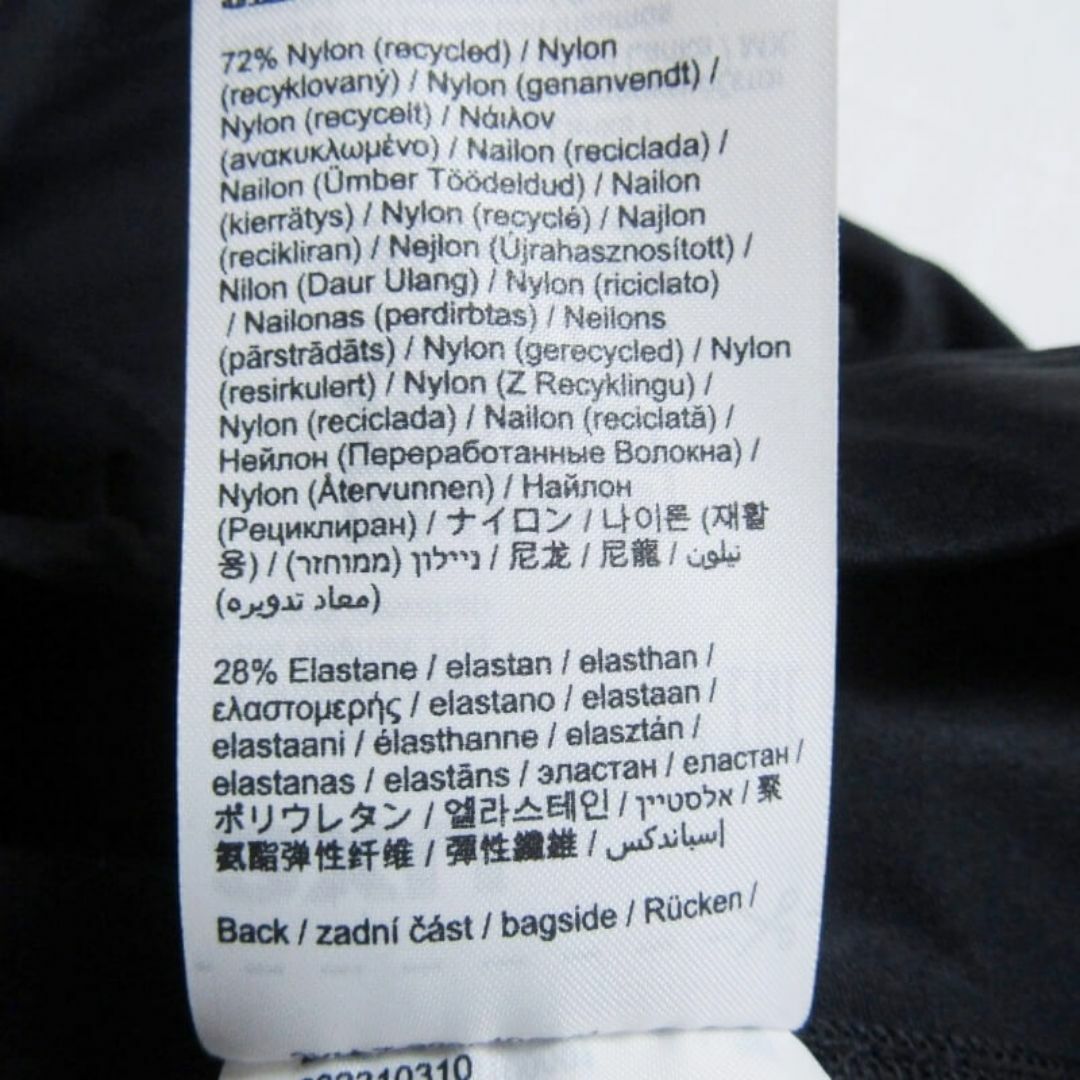 72% Nylon (recycled) / Nylon
(recyklovaný) / Nylon (genanvendt) /
Nylon (recycelt) / Νάιλον
(ανακυκλωμένο) / Nailon (reciclada) /
Nailon (Ümber Töödeldud) / Nailon
(kierrätys) / Nylon (recyclé) / Najlon
(recikliran) / Nejlon (Újrahasznosított) /
Nilon (Daur Ulang) / Nylon (riciclato)
/ Nailonas (perdirbtas) / Neilons
(pārstrādāts) / Nylon (gerecycled) / Nylon
(resirkulert) / Nylon (Z Recyklingu) /
Nylon (reciclada) / Nailon (reciclată) /
Нейлон (Переработанные Волокна) /
Nylon (Återvunnen) / Найлон
(Рециклиран) / ナイロン / 나이론 (재활
용) / (ניילון (ממוחזר / 尼龙 / 尼龍 / نيلون
(معاد تدويره)
28% Elastane / elastan / elasthan /
ελαστομερής / elastano / elastaan /
elastaani / élasthanne / elasztán /
elastanas / elastāns / эластан / еластан /
ポリウレタン / 엘라스테인 / אלסטיין / 聚
氨酯弹性纤维 / 彈性纖維 / إسباندكس
Back / zadní část / bagside / Rücken /